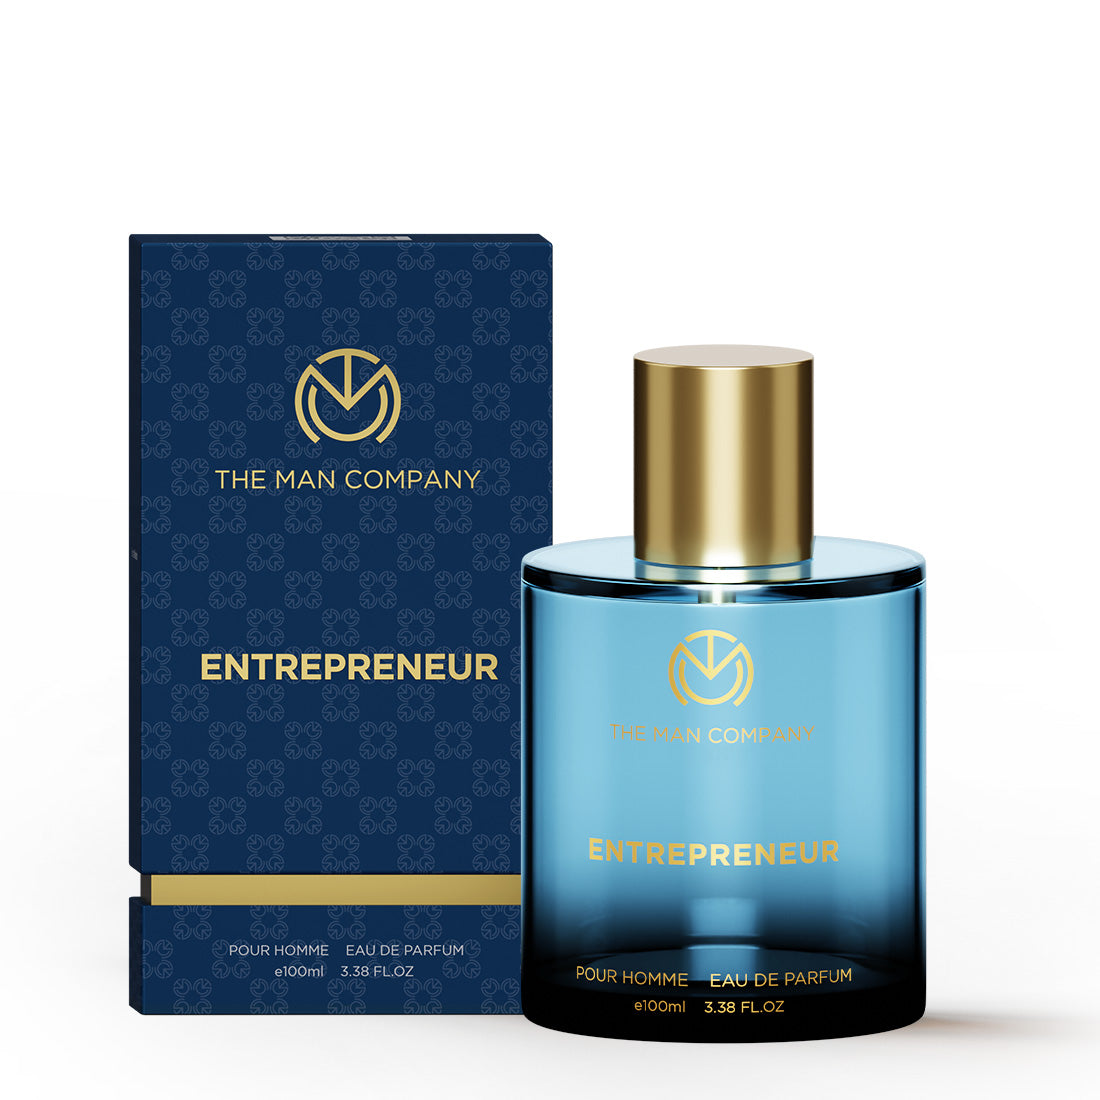 THE MAN COMPANY
ENTREPRENEUR
POUR HOMME EAU DE PARFUM
e100ml 3.38 FL.OZ
THE MAN COMPANY
ENTREPRENEUR
POUR HOMME EAU DE PARFUM
e100ml 3.38 FL.OZ